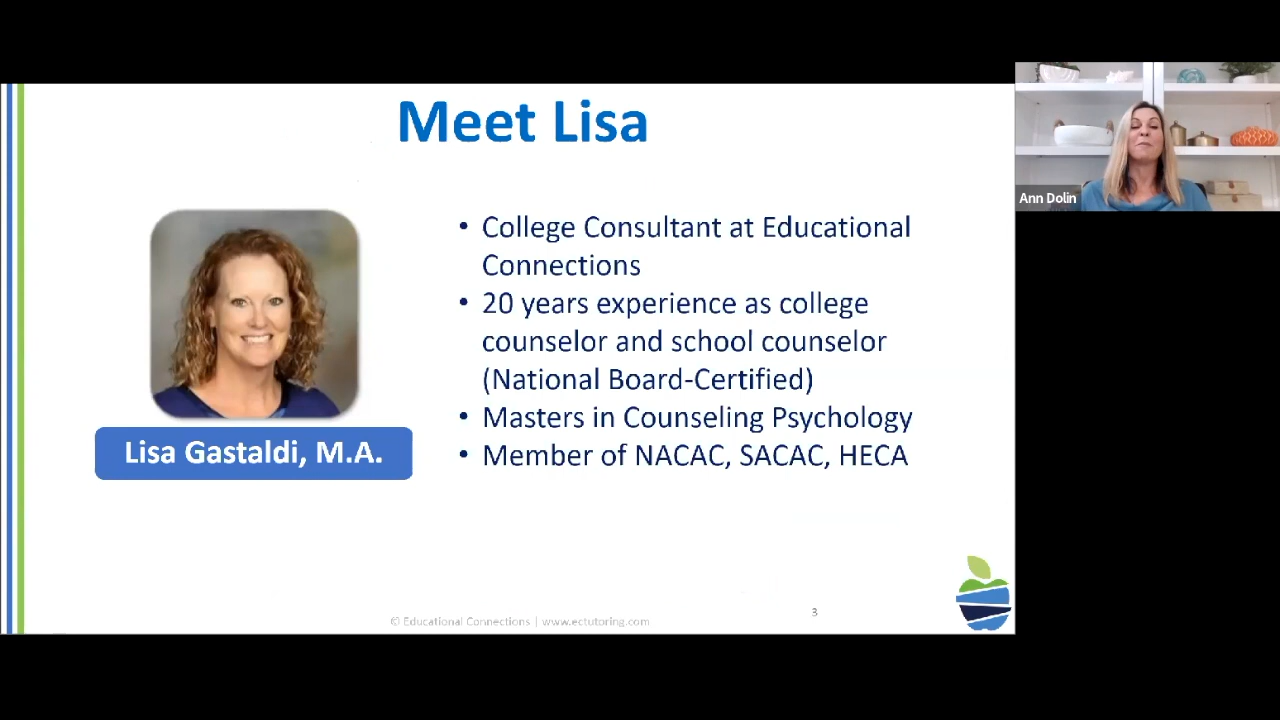 Meet Lisa
Ann Dolin
• College Consultant at Educational
Connections
• 20 years experience as college
counselor and school counselor
(National Board-Certified)
• Masters in Counseling Psychology
• Member of NACAC, SACAC, HECA
Lisa Gastaldi, M.A.
© Educational Connections | www.ectutoring.com
3